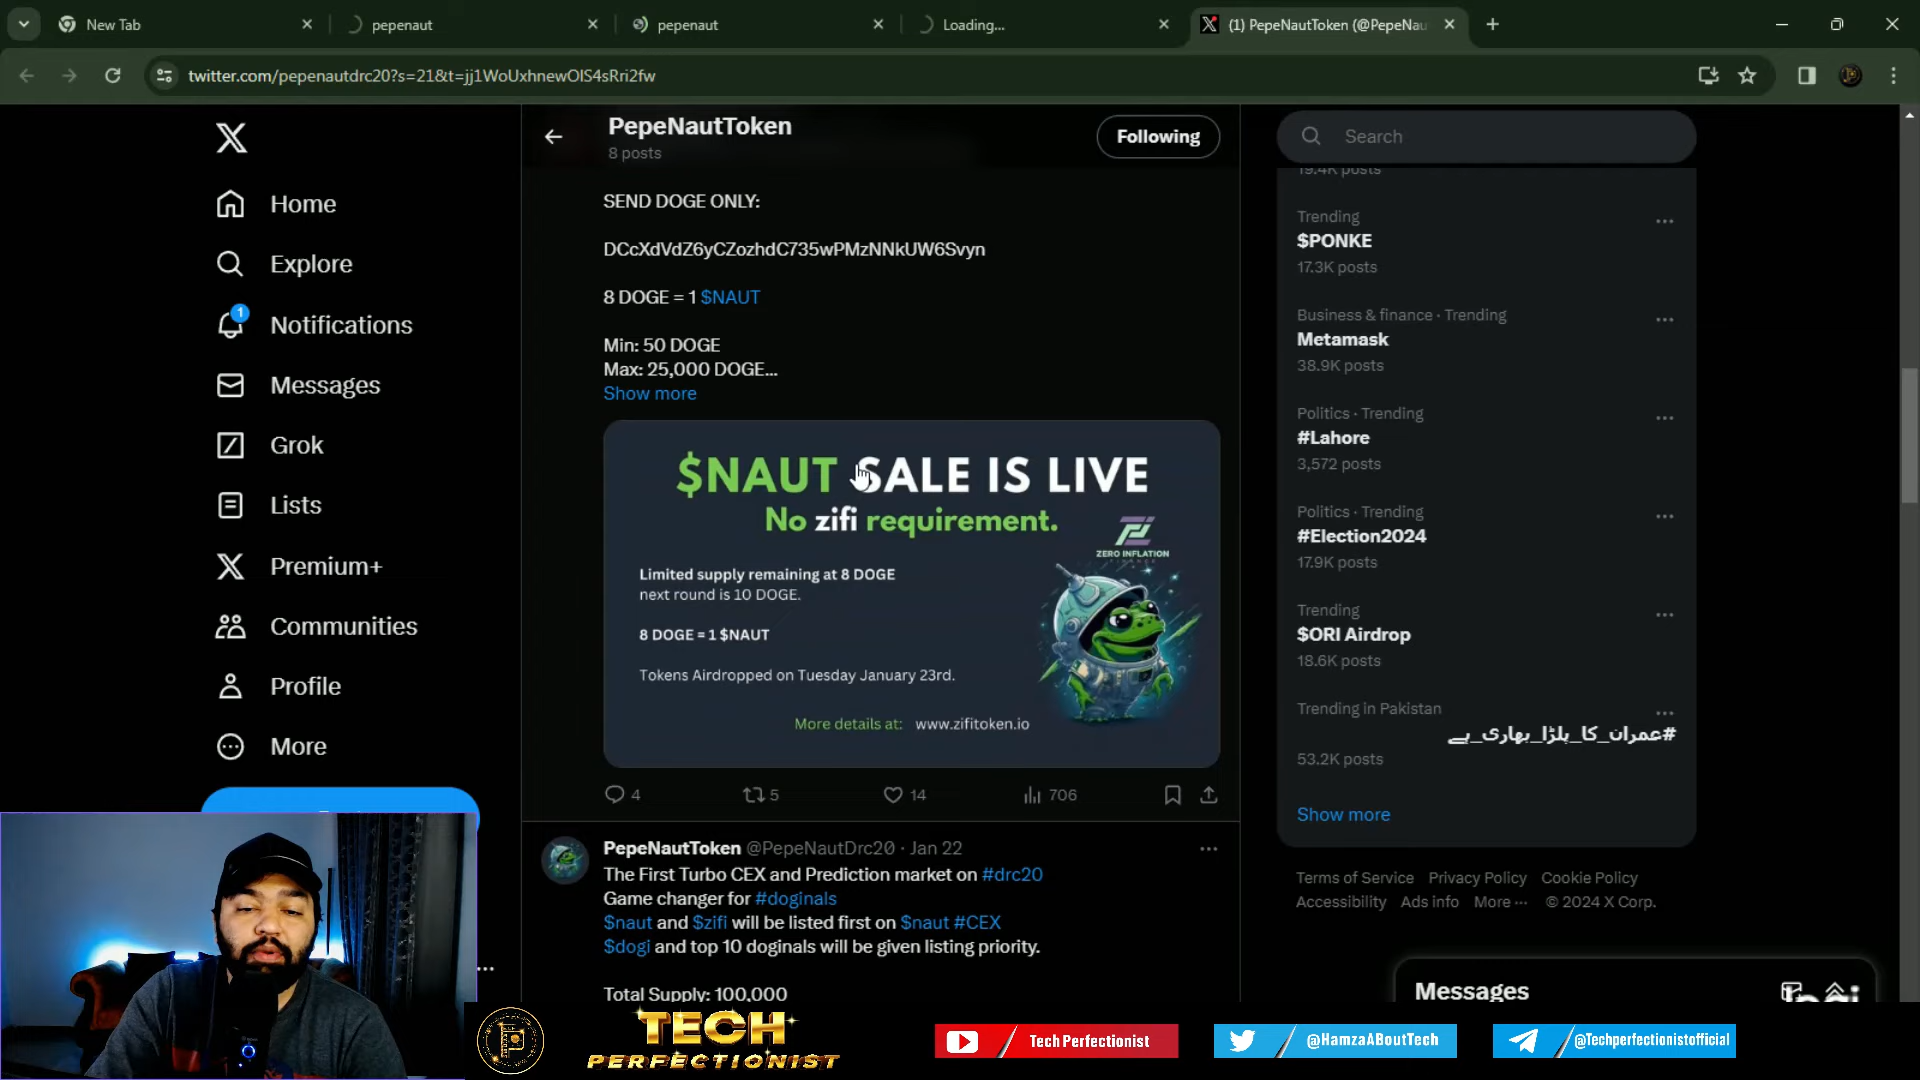 New Tab
pepenaut
pepenaut
Loading...
(1) PepeNautToken (@PepeNau
twitter.com/pepenautdrc20?s=21&t=jj1WoUxhnewOlS4sRri2fw
Home
Explore
1
Notifications
Messages
Grok
Lists
Premium+
Communities
Profile
More
PepeNautToken
8 posts
Following
SEND DOGE ONLY:
DCcXdVdZ6yCZozhdC735wPMzNNkUW6Svyn
8 DOGE = 1 $NAUT
Min: 50 DOGE
Max: 25,000 DOGE...
Show more
$NAUT SALE IS LIVE
No zifi requirement.
ZERO INFLATION
Limited supply remaining at 8 DOGE
next round is 10 DOGE.
8 DOGE = 1 $NAUT
Tokens Airdropped on Tuesday January 23rd.
More details at: www.zifitoken.io
4
5
14
706
PepeNautToken @PepeNautDrc20 · Jan 22
The First Turbo CEX and Prediction market on #drc20
Game changer for #doginals
$naut and $zifi will be listed first on $naut #CEX
$dogi and top 10 doginals will be given listing priority.
Total Supply: 100,000
Search
19.4K posts
Trending
$PONKE
17.3K posts
Business & finance · Trending
Metamask
38.9K posts
Politics · Trending
#Lahore
3,572 posts
Politics · Trending
#Election2024
17.9K posts
Trending
$ORI Airdrop
18.6K posts
Trending in Pakistan
#عمران_کا_پلڑا_بھاری_ہے
53.2K posts
Show more
Terms of Service Privacy Policy Cookie Policy
Accessibility Ads info More ··· © 2024 X Corp.
Messages
TECH
PERFECTIONIST
Tech Perfectionist
@HamzaABoutTech
@Techperfectionistofficial